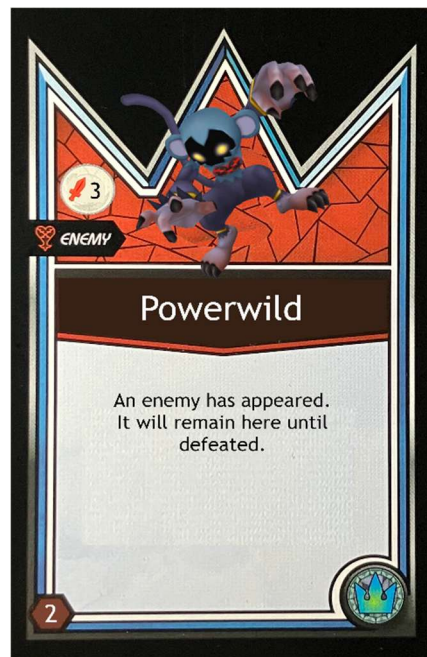 3
ENEMY
Powerwild
An enemy has appeared.
It will remain here until
defeated.
2